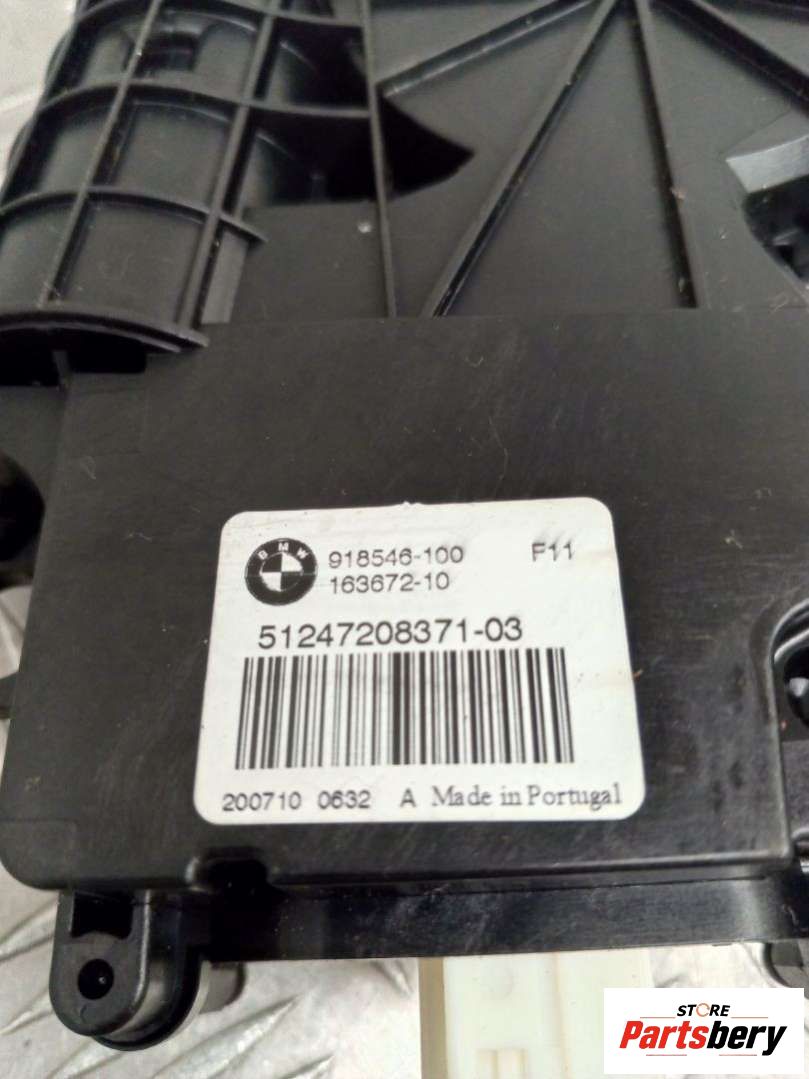 BMW
918546-100 F11
163672-10
51247208371-03
200710 0632 A Made in Portugal
STORE
Partsbery